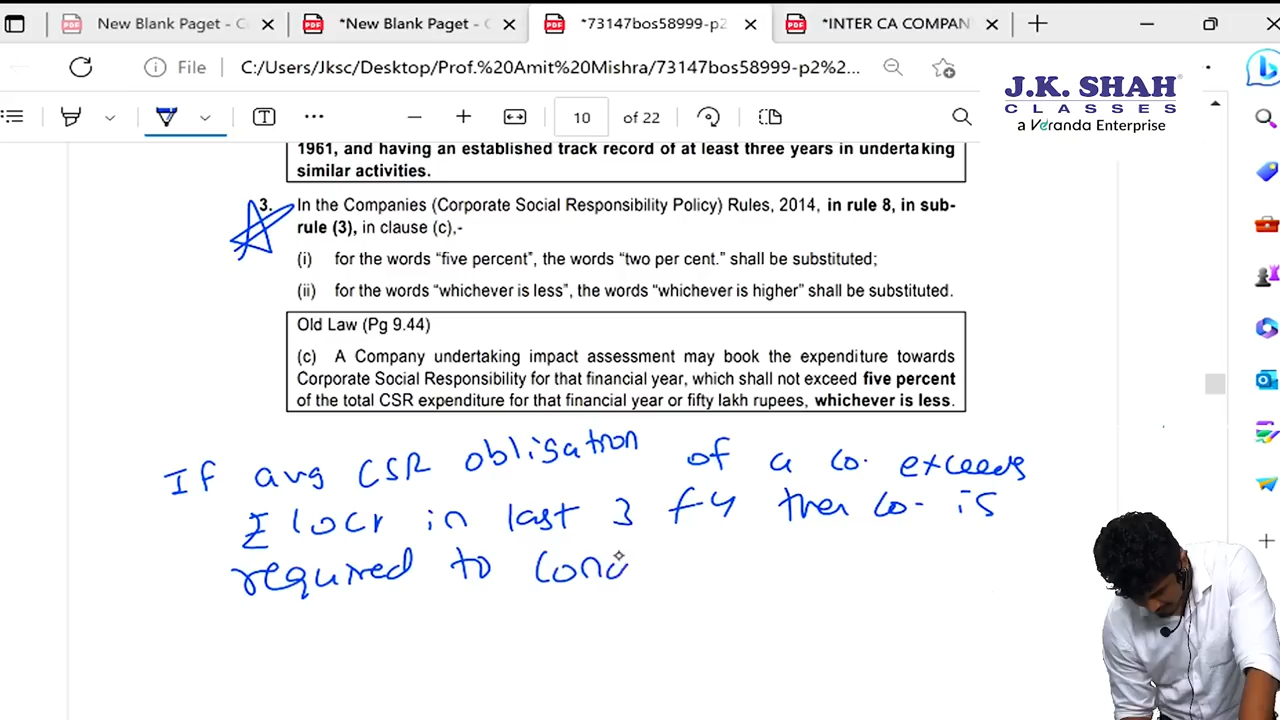 New Blank Paget - C
*New Blank Paget - C
*73147bos58999-p2
*INTER CA COMPAN
File
C:/Users/Jksc/Desktop/Prof.%20Amit%20Mishra/73147bos58999-p2%2...
J.K. SHAH
CLASSES
a Veranda Enterprise
10 of 22
1961, and having an established track record of at least three years in undertaking
similar activities.
3. In the Companies (Corporate Social Responsibility Policy) Rules, 2014, in rule 8, in sub-
rule (3), in clause (c),-
(i) for the words “five percent”, the words “two per cent.” shall be substituted;
(ii) for the words “whichever is less”, the words “whichever is higher” shall be substituted.
Old Law (Pg 9.44)
(c) A Company undertaking impact assessment may book the expenditure towards
Corporate Social Responsibility for that financial year, which shall not exceed five percent
of the total CSR expenditure for that financial year or fifty lakh rupees, whichever is less.
If avg CSR obligation of a co. exceeds
₹ 10Cr in last 3 FY then co. is
required to cond